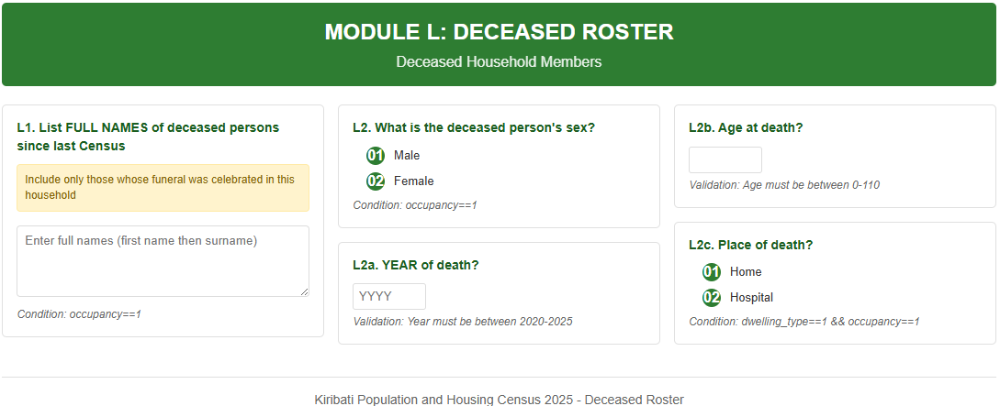 MODULE L: DECEASED ROSTER
Deceased Household Members
L1. List FULL NAMES of deceased persons
since last Census
Include only those whose funeral was celebrated in this
household
Enter full names (first name then surname)
Condition: occupancy==1
L2. What is the deceased person's sex?
01 Male
02 Female
Condition: occupancy==1
L2a. YEAR of death?
YYYY
Validation: Year must be between 2020-2025
L2b. Age at death?
Validation: Age must be between 0-110
L2c. Place of death?
01 Home
02 Hospital
Condition: dwelling_type==1 && occupancy==1
Kiribati Population and Housing Census 2025 - Deceased Roster